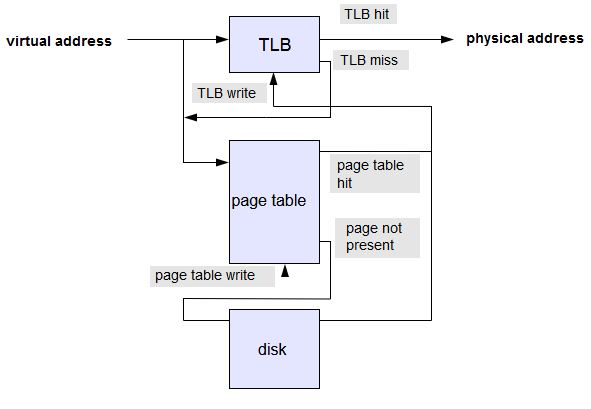 virtual address
TLB
TLB hit
physical address
TLB miss
TLB write
page table
page table
hit
page not
present
page table write
disk